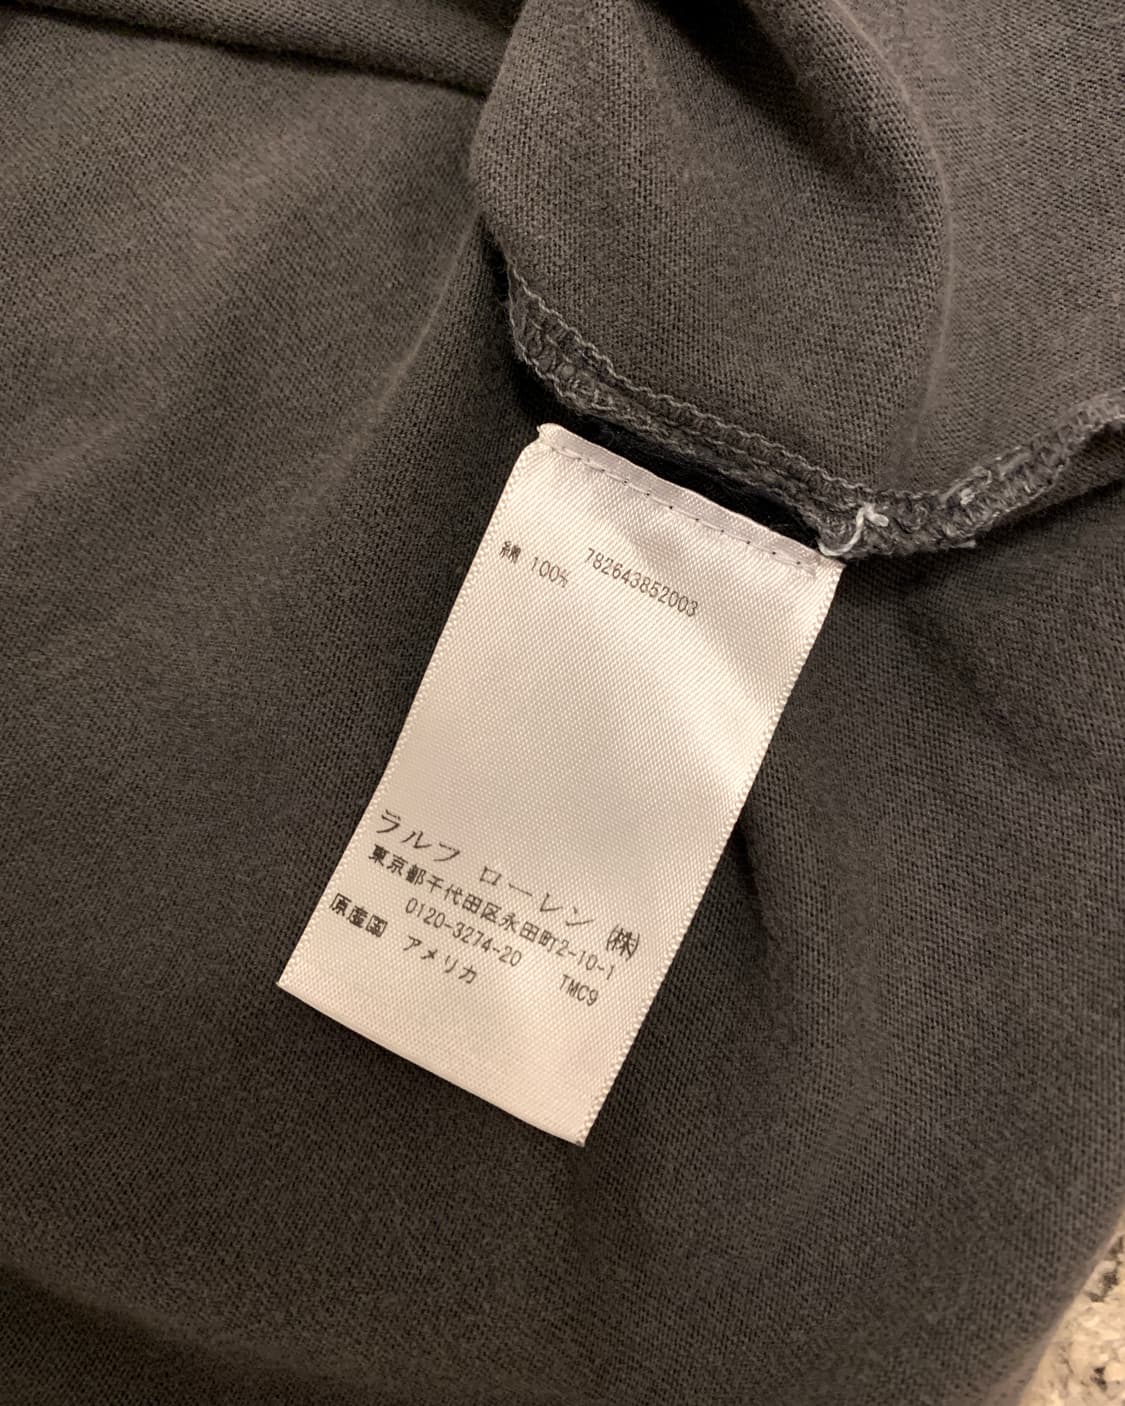 782643852003
綿 100%
ラルフ ローレン ㈱
東京都千代田区永田町2-10-1
0120-3274-20 TMC9
原産国 アメリカ